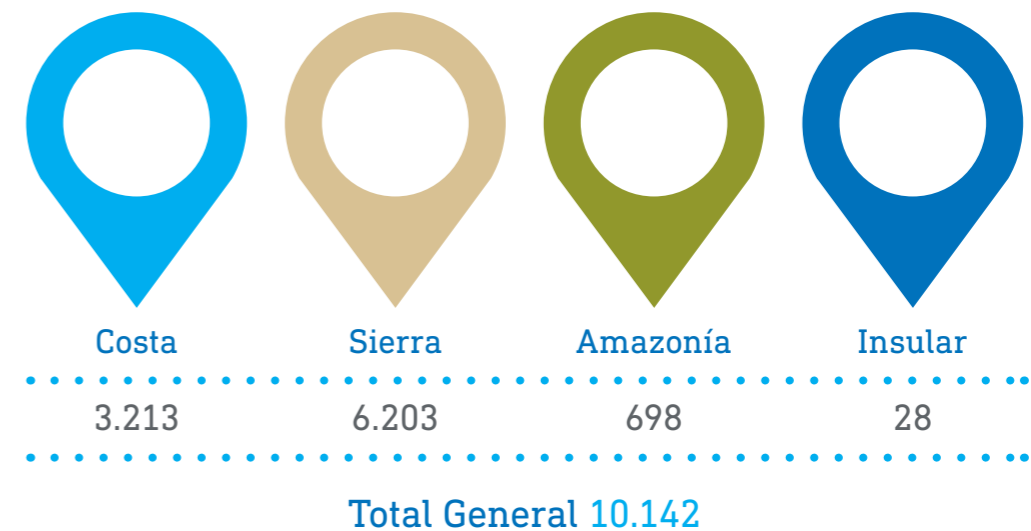 Costa Sierra Amazonía Insular
3.213 6.203 698 28
Total General 10.142